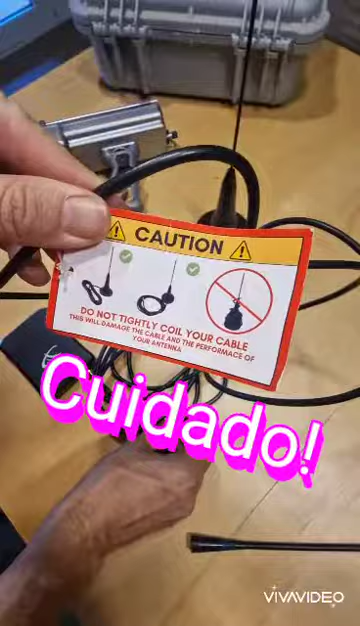 CAUTION
DO NOT TIGHTLY COIL YOUR CABLE
THIS WILL DAMAGE THE CABLE AND THE PERFORMACE OF
YOUR ANTENNA
Cuidado!
VIVAVIDEO